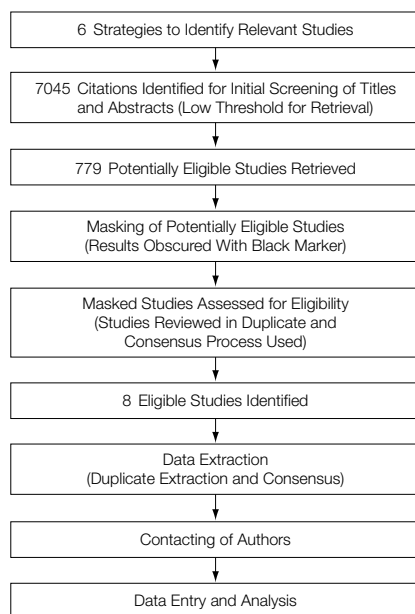 6 Strategies to Identify Relevant Studies
7045 Citations Identified for Initial Screening of Titles
and Abstracts (Low Threshold for Retrieval)
779 Potentially Eligible Studies Retrieved
Masking of Potentially Eligible Studies
(Results Obscured With Black Marker)
Masked Studies Assessed for Eligibility
(Studies Reviewed in Duplicate and
Consensus Process Used)
8 Eligible Studies Identified
Data Extraction
(Duplicate Extraction and Consensus)
Contacting of Authors
Data Entry and Analysis